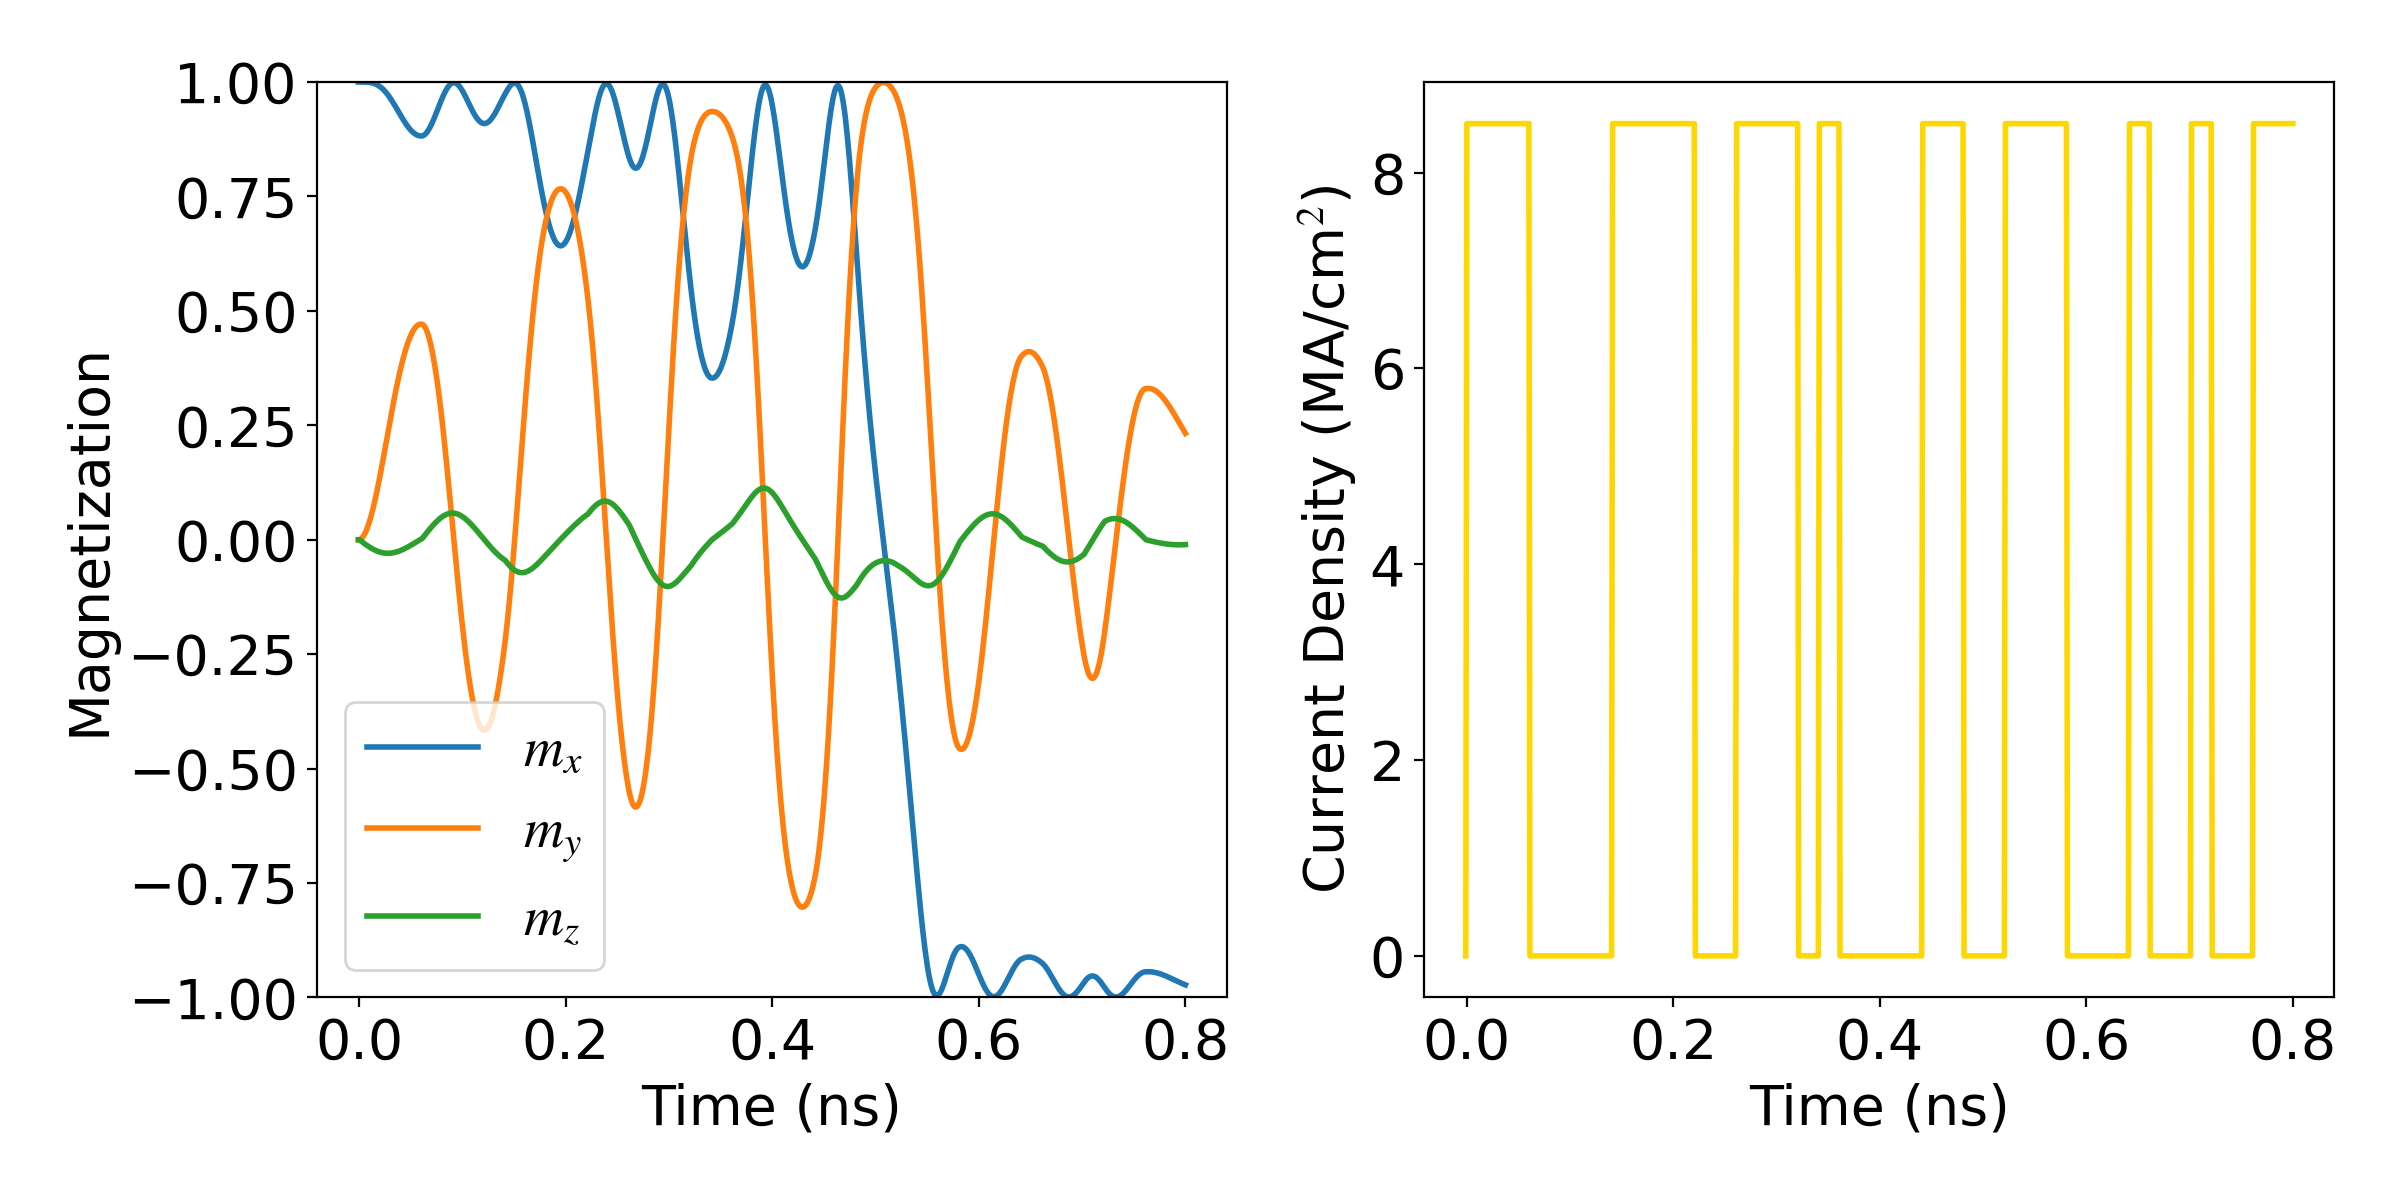 Magnetization
1.00
0.75
0.50
0.25
0.00
−0.25
−0.50
−0.75
−1.00
m_x
m_y
m_z
0.0 0.2 0.4 0.6 0.8
Time (ns)
Current Density (MA/cm²)
8
6
4
2
0
0.0 0.2 0.4 0.6 0.8
Time (ns)